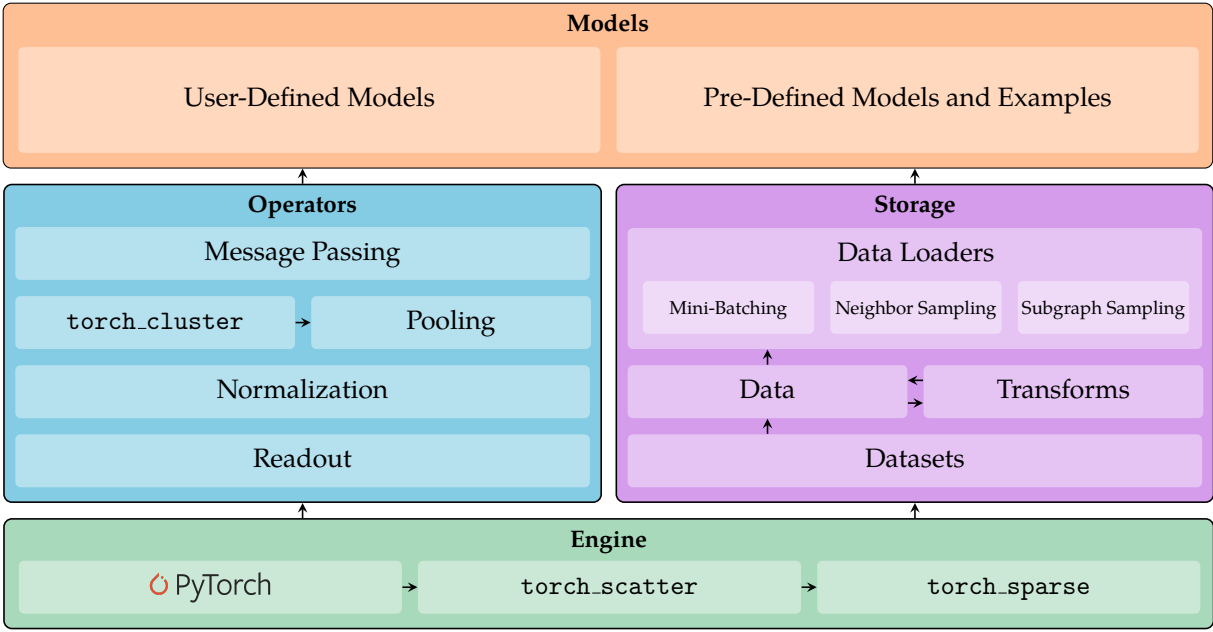 Models
User-Defined Models
Pre-Defined Models and Examples
Operators
Message Passing
torch_cluster
Pooling
Normalization
Readout
Storage
Data Loaders
Mini-Batching
Neighbor Sampling
Subgraph Sampling
Data
Transforms
Datasets
Engine
PyTorch
torch_scatter
torch_sparse